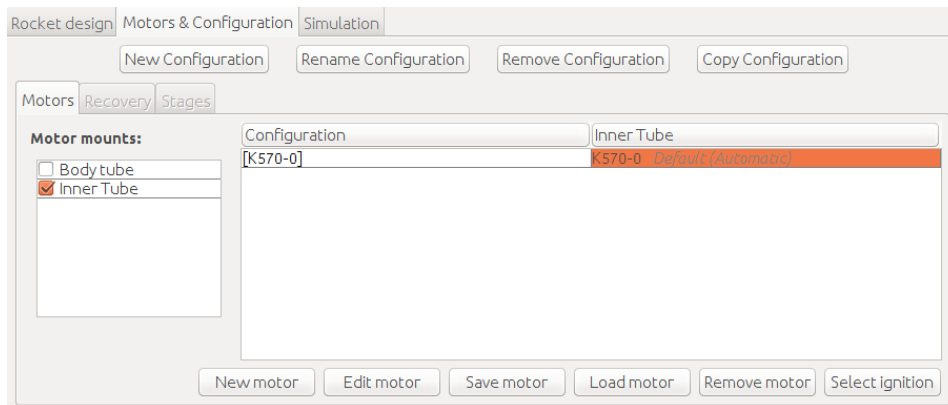 Rocket design Motors & Configuration Simulation
New Configuration Rename Configuration Remove Configuration Copy Configuration
Motors Recovery Stages
Motor mounts:
Body tube
Inner Tube
Configuration Inner Tube
[K570-0] K570-0 Default (Automatic)
New motor Edit motor Save motor Load motor Remove motor Select ignition